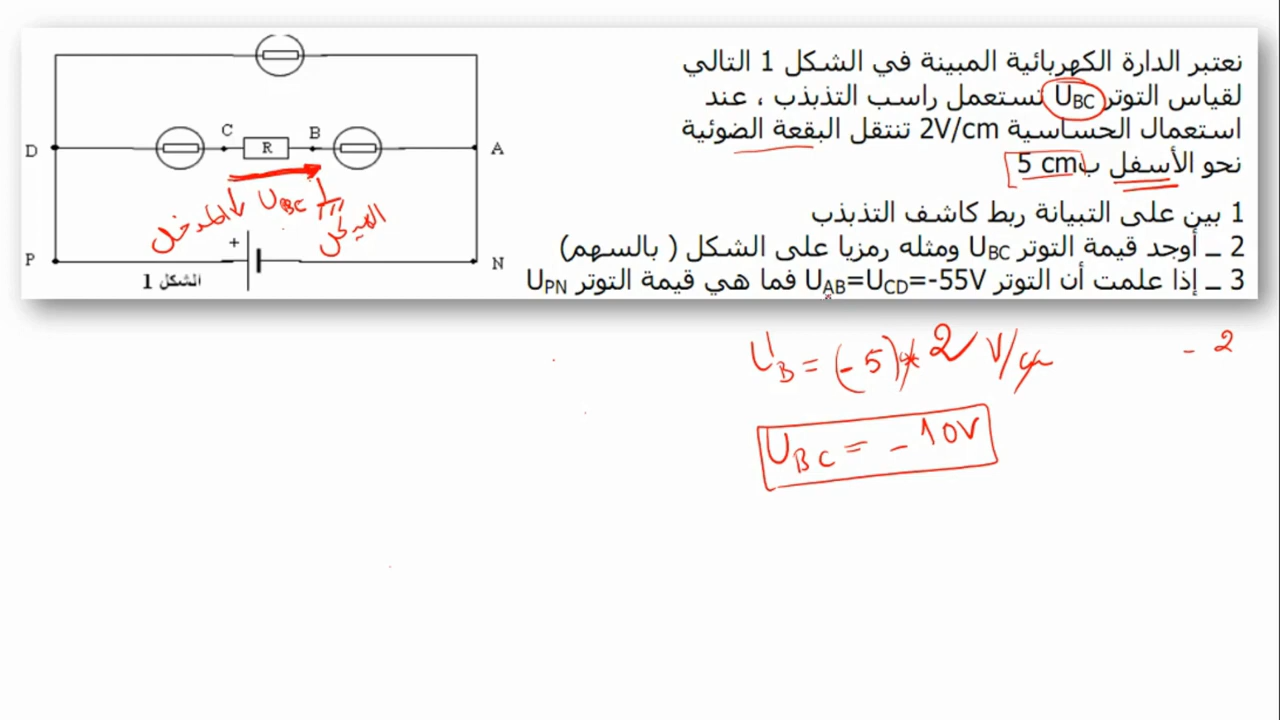 نعتبر الدارة الكهربائية المبينة في الشكل 1 التالي
لقياس التوتر UBC نستعمل راسب التذبذب ، عند
استعمال الحساسية 2V/cm تنتقل البقعة الضوئية
نحو الأسفل ب 5 cm
1 بين على التبيانة ربط كاشف التذبذب
2 ـ أوجد قيمة التوتر UBC ومثله رمزيا على الشكل ( بالسهم)
3 ـ إذا علمت أن التوتر UAB=UCD=-55V فما هي قيمة التوتر UPN
D
C
R
B
A
المدخل
UBC
الهيكل
P
+
N
الشكل 1
UB = (-5) * 2 V/cm
- 2
UBC = -10V